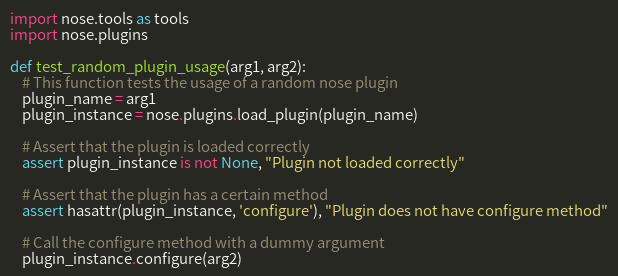 import nose.tools as tools
import nose.plugins

def test_random_plugin_usage(arg1, arg2):
    # This function tests the usage of a random nose plugin
    plugin_name = arg1
    plugin_instance = nose.plugins.load_plugin(plugin_name)

    # Assert that the plugin is loaded correctly
    assert plugin_instance is not None, "Plugin not loaded correctly"

    # Assert that the plugin has a certain method
    assert hasattr(plugin_instance, 'configure'), "Plugin does not have configure method"

    # Call the configure method with a dummy argument
    plugin_instance.configure(arg2)